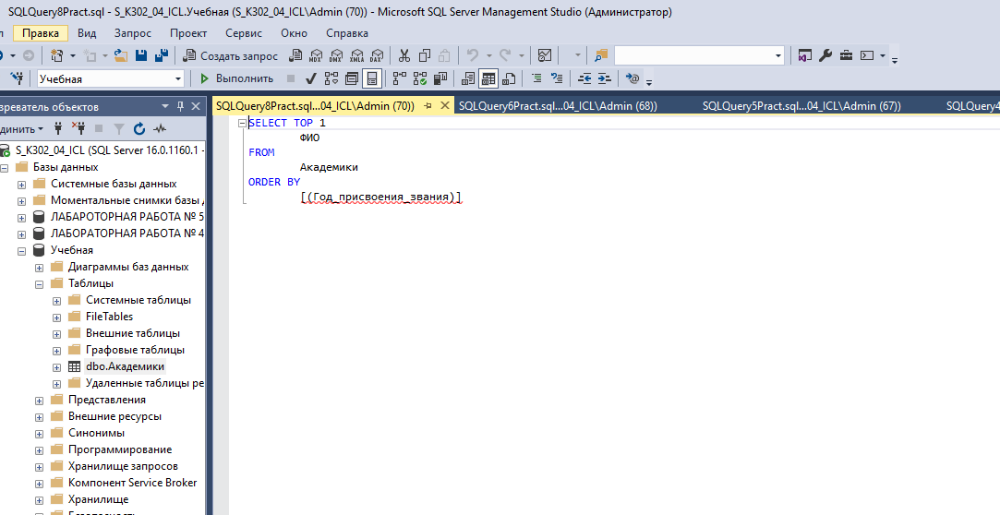 SQLQuery8Pract.sql - S_K302_04_ICL.Учебная (S_K302_04_ICL\Admin (70)) - Microsoft SQL Server Management Studio (Администратор)
Правка Вид Запрос Проект Сервис Окно Справка
Создать запрос MDX DMX XMLA DAX
Учебная Выполнить
SQLQuery8Pract.sql...04_ICL\Admin (70)) SQLQuery6Pract.sql...04_ICL\Admin (68)) SQLQuery5Pract.sql...04_ICL\Admin (67)) SQLQuery4
зреватель объектов
динить
S_K302_04_ICL (SQL Server 16.0.1160.1 -
Базы данных
Системные базы данных
Моментальные снимки базы
ЛАБАРОТОРНАЯ РАБОТА № 5
ЛАБОРАТОРНАЯ РАБОТА № 4
Учебная
Диаграммы баз данных
Таблицы
Системные таблицы
FileTables
Внешние таблицы
Графовые таблицы
dbo.Академики
Удаленные таблицы ре
Представления
Внешние ресурсы
Синонимы
Программирование
Хранилище запросов
Компонент Service Broker
Хранилище
SELECT TOP 1
ФИО
FROM
Академики
ORDER BY
[(Год_присвоения_звания)]